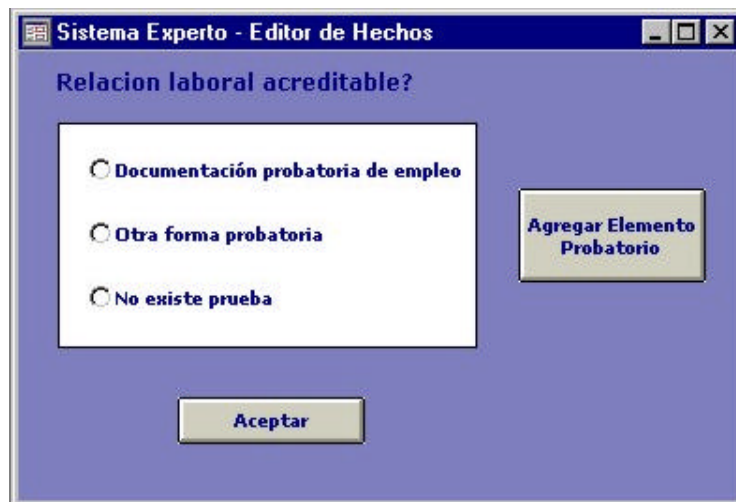 Sistema Experto - Editor de Hechos
Relacion laboral acreditable?
Documentación probatoria de empleo
Otra forma probatoria
No existe prueba
Agregar Elemento
Probatorio
Aceptar